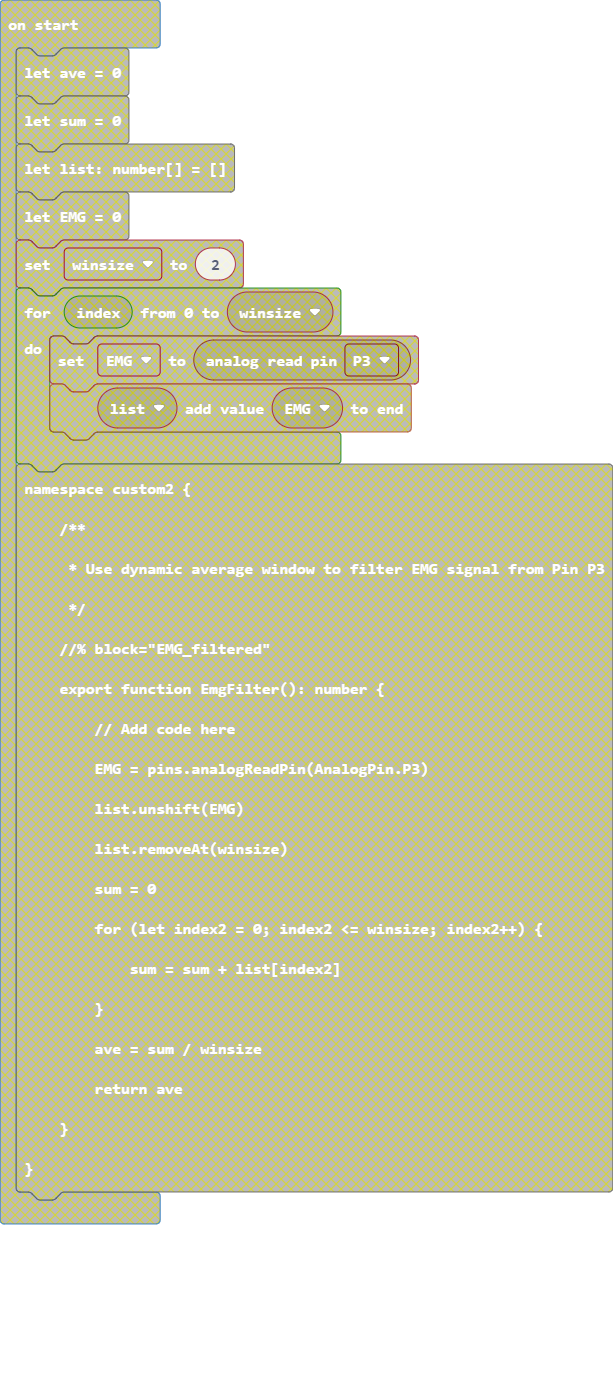 on start
let ave = 0
let sum = 0
let list: number[] = []
let EMG = 0
set winsize to 2
for index from 0 to winsize
do
set EMG to analog read pin P3
list add value EMG to end
namespace custom2 {
/**
* Use dynamic average window to filter EMG signal from Pin P3
*/
//% block="EMG_filtered"
export function EmgFilter(): number {
// Add code here
EMG = pins.analogReadPin(AnalogPin.P3)
list.unshift(EMG)
list.removeAt(winsize)
sum = 0
for (let index2 = 0; index2 <= winsize; index2++) {
sum = sum + list[index2]
}
ave = sum / winsize
return ave
}
}